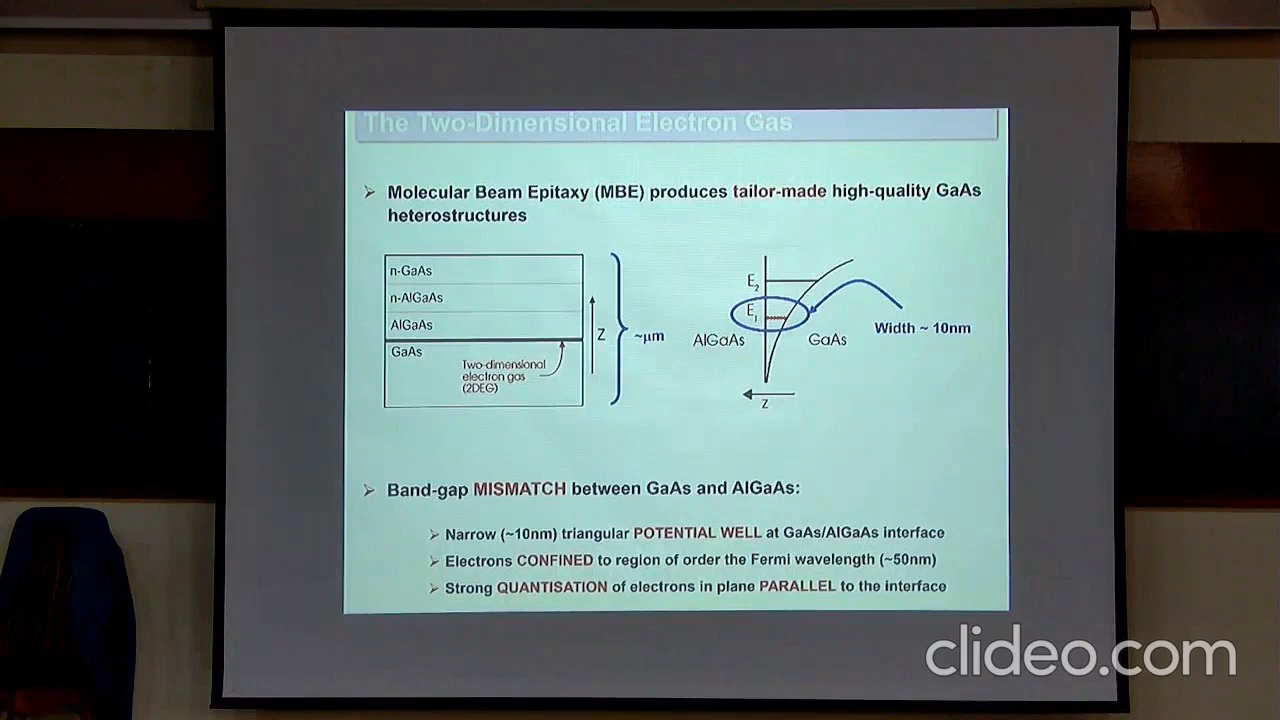 The Two-Dimensional Electron Gas
Molecular Beam Epitaxy (MBE) produces tailor-made high-quality GaAs
heterostructures
n-GaAs
n-AlGaAs
AlGaAs
GaAs
Two-dimensional
electron gas
(2DEG)
Z
~μm
E2
E1
AlGaAs
GaAs
Width ~ 10nm
Z
Band-gap MISMATCH between GaAs and AlGaAs:
Narrow (~10nm) triangular POTENTIAL WELL at GaAs/AlGaAs interface
Electrons CONFINED to region of order the Fermi wavelength (~50nm)
Strong QUANTISATION of electrons in plane PARALLEL to the interface
clideo.com